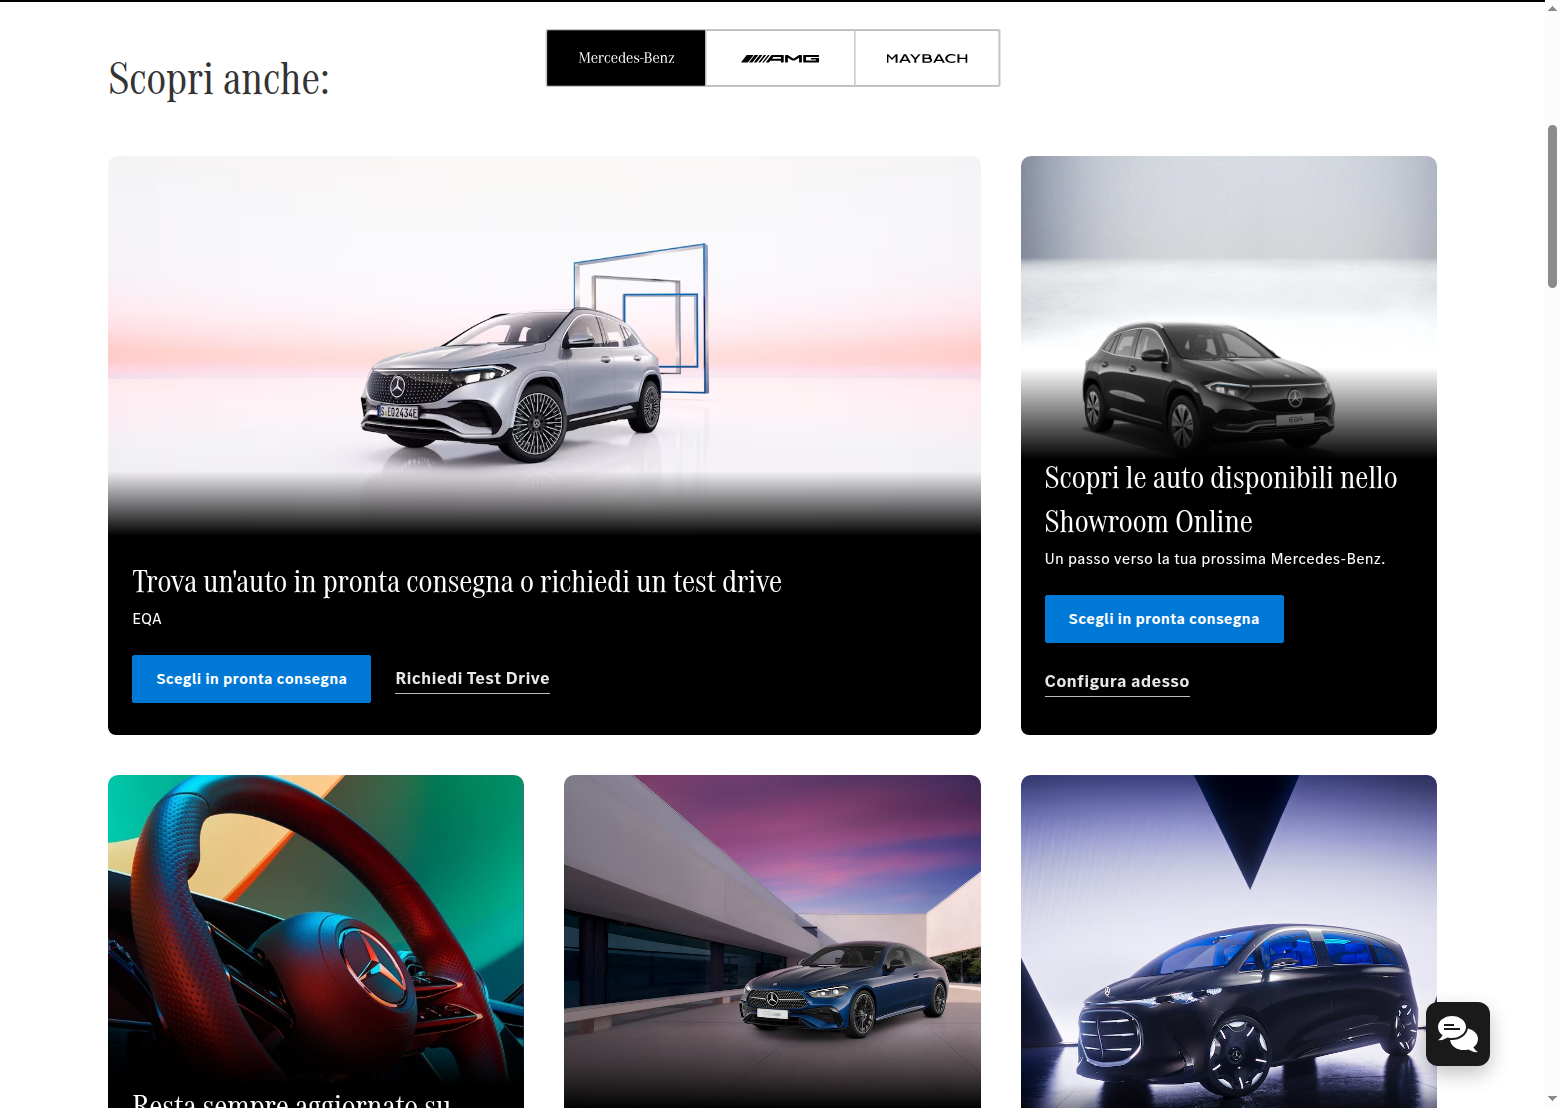 Scopri anche:
Mercedes-Benz
AMG
MAYBACH
S·EQ2434E
EQA
Trova un'auto in pronta consegna o richiedi un test drive
EQA
Scegli in pronta consegna
Richiedi Test Drive
Scopri le auto disponibili nello
Showroom Online
Un passo verso la tua prossima Mercedes-Benz.
Scegli in pronta consegna
Configura adesso
Resta sempre aggiornato su